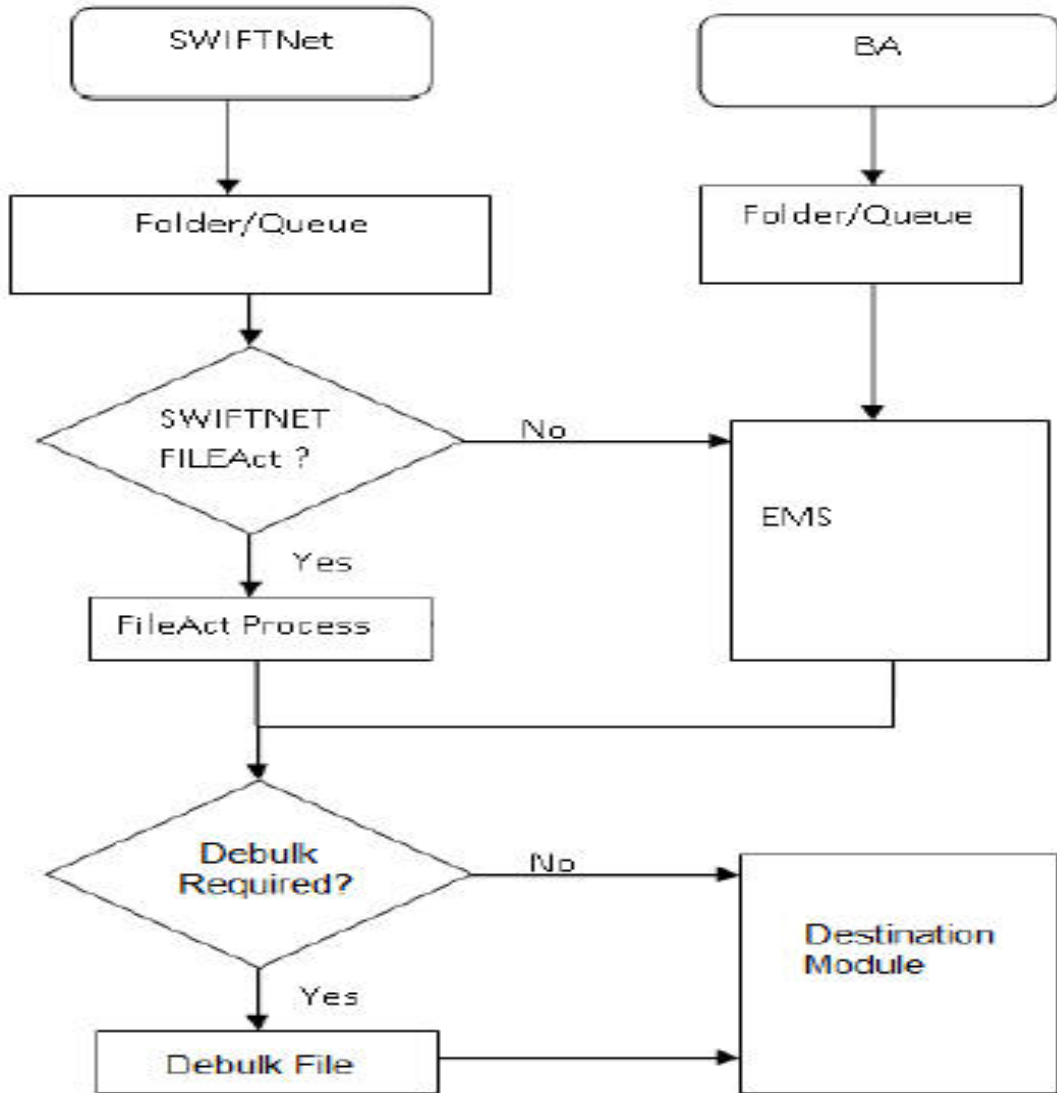 SWIFTNet
BA
Folder/Queue
Folder/Queue
SWIFTNET
FILEAct ?
No
EMS
Yes
FileAct Process
Debulk
Required?
No
Destination
Module
Yes
Debulk File